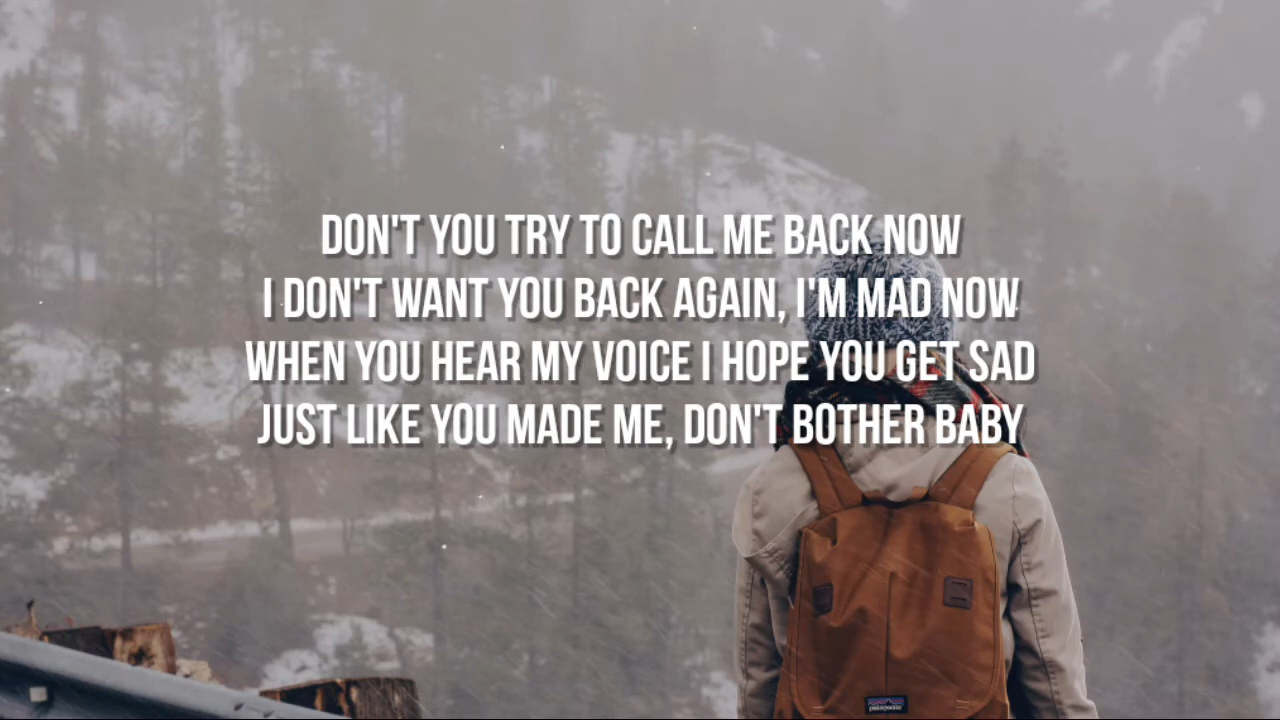 DON'T YOU TRY TO CALL ME BACK NOW
I DON'T WANT YOU BACK AGAIN, I'M MAD NOW
WHEN YOU HEAR MY VOICE I HOPE YOU GET SAD
JUST LIKE YOU MADE ME, DON'T BOTHER BABY
patagonia